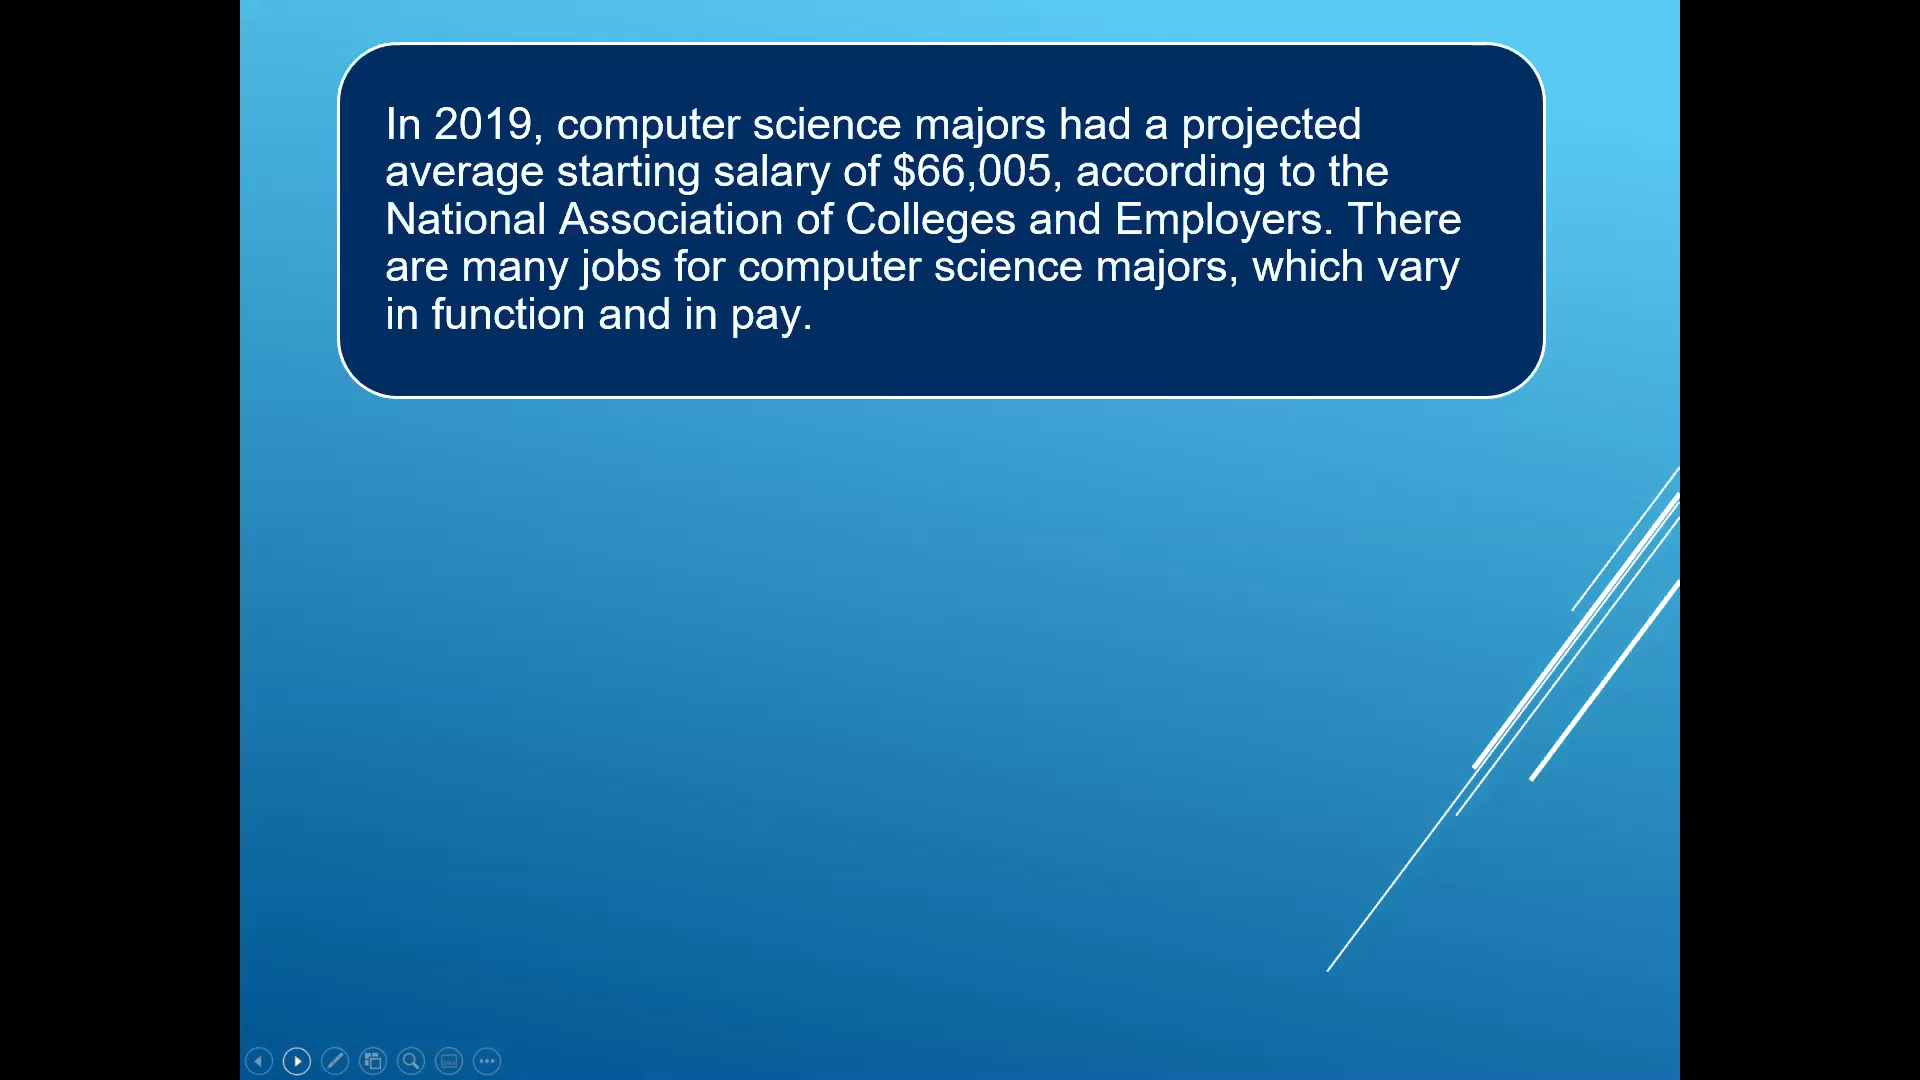 In 2019, computer science majors had a projected
average starting salary of $66,005, according to the
National Association of Colleges and Employers. There
are many jobs for computer science majors, which vary
in function and in pay.